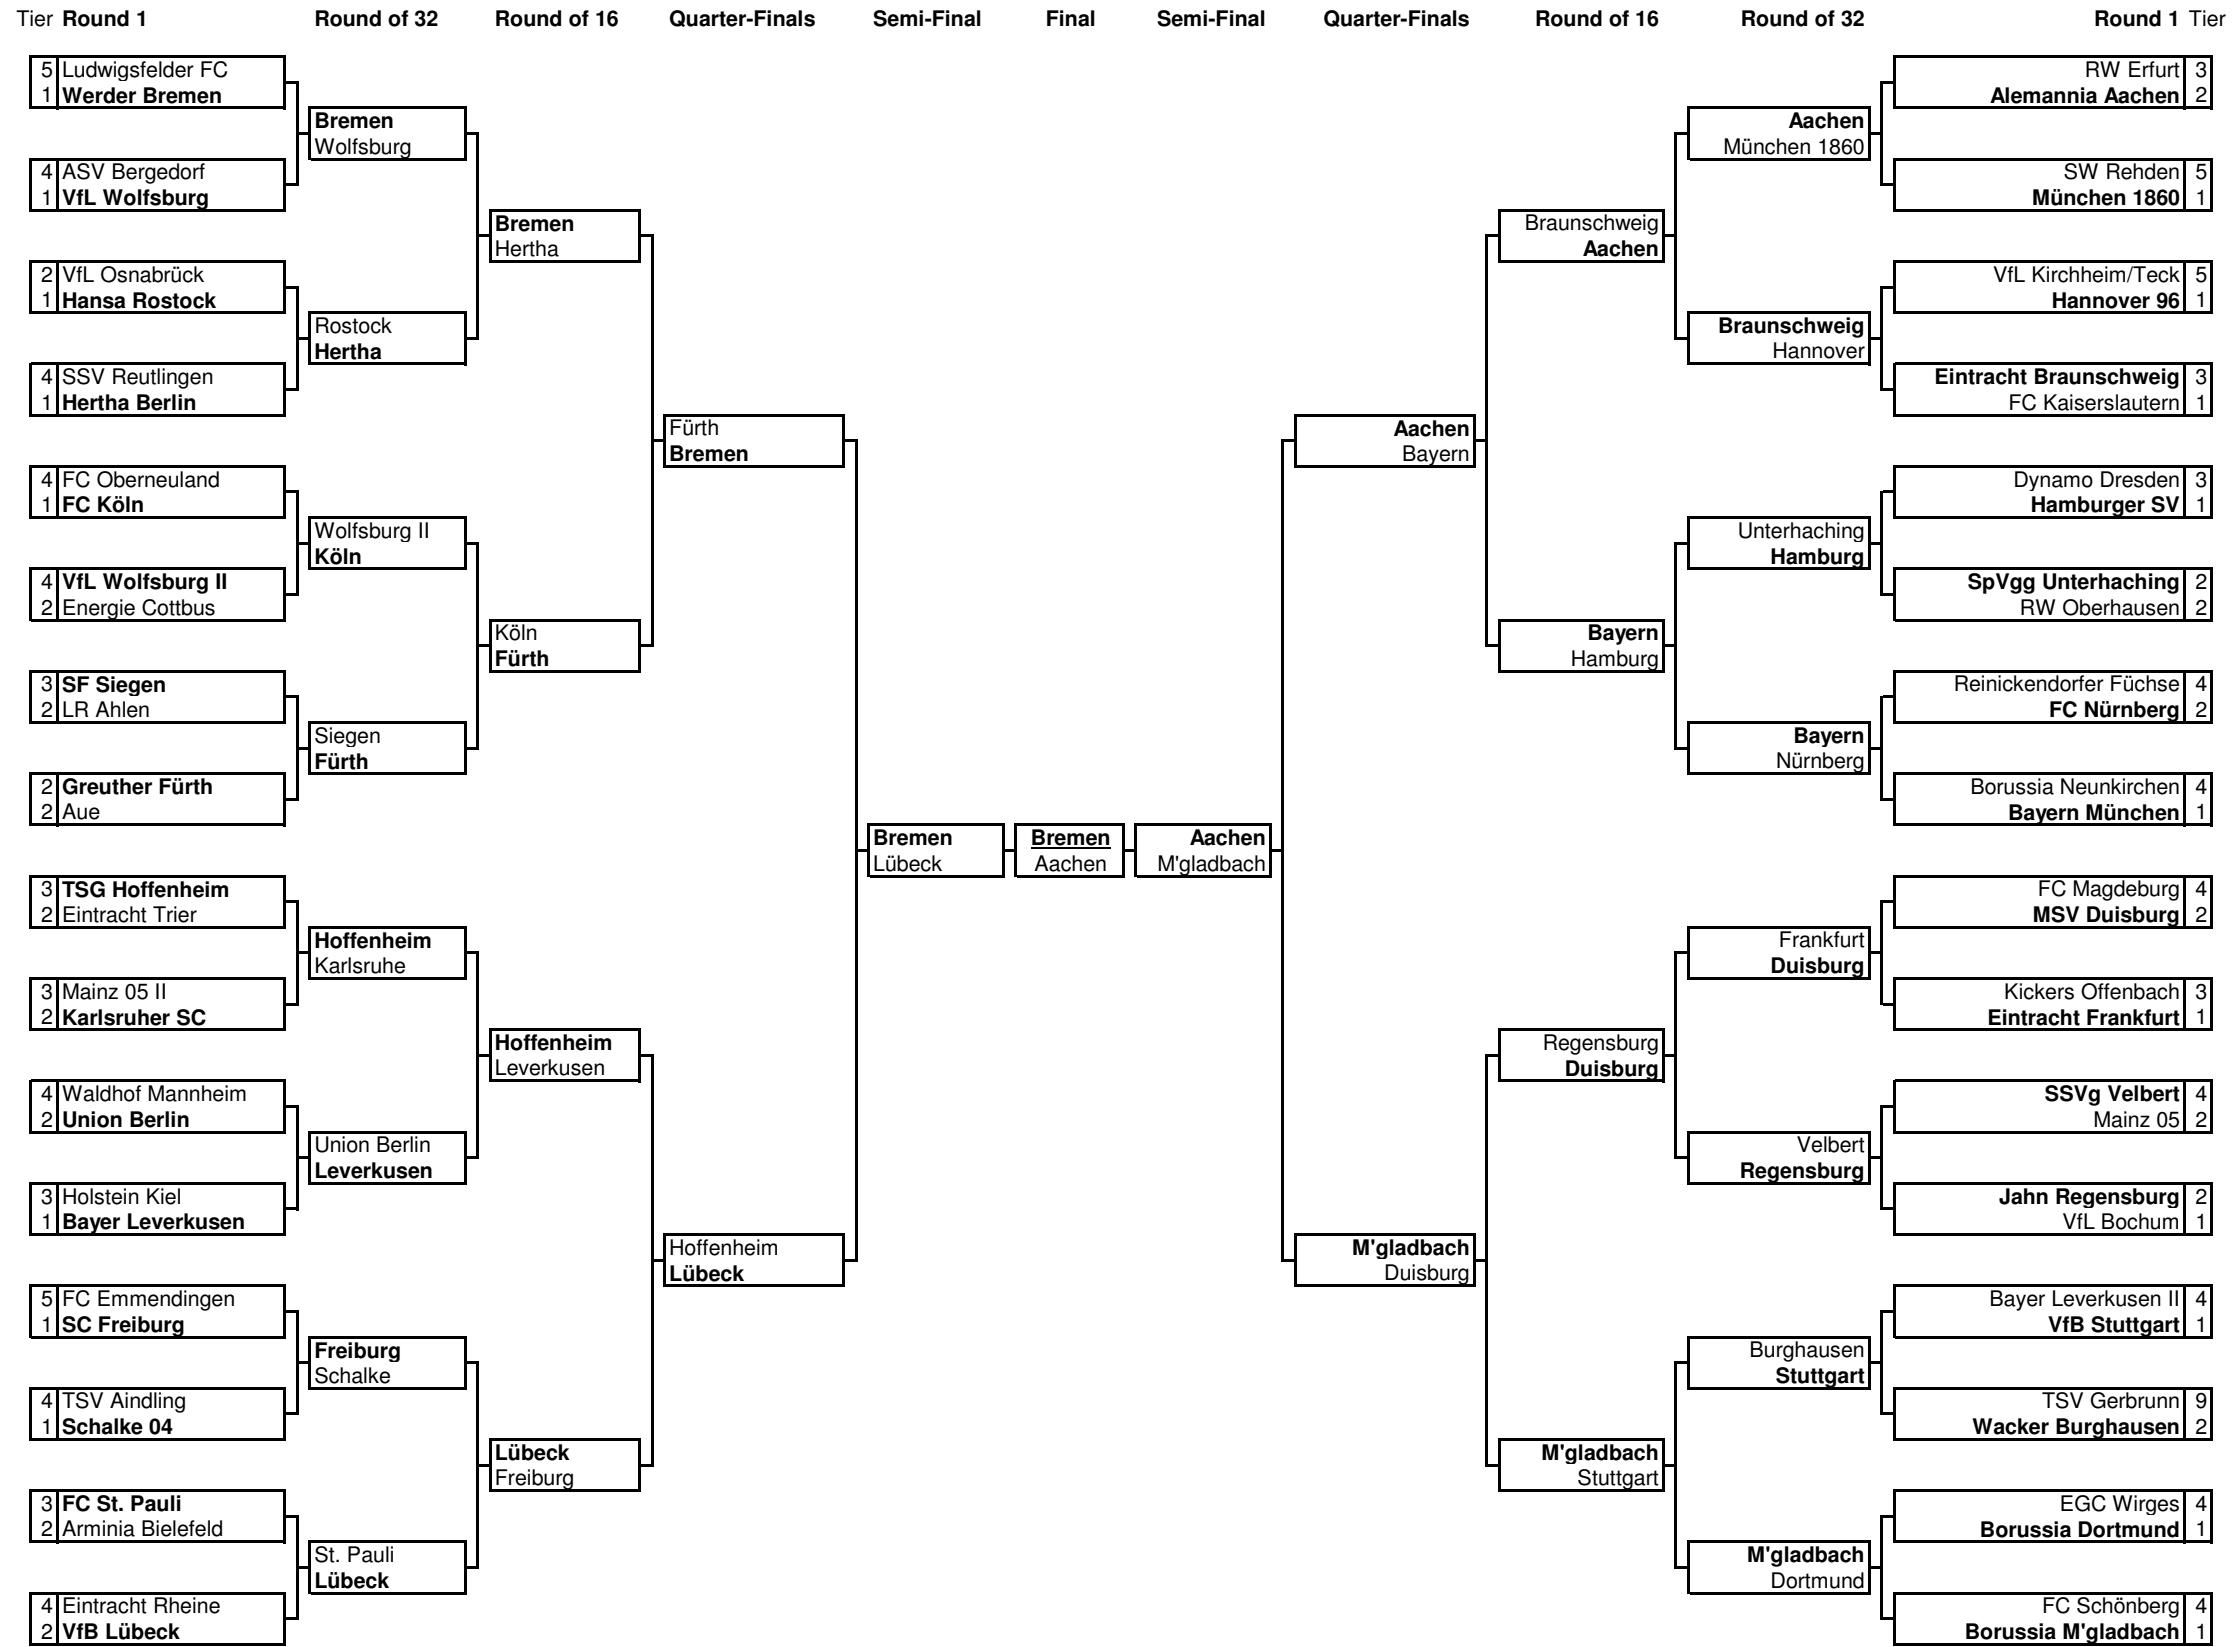 Tier Round 1 Round of 32 Round of 16 Quarter-Finals Semi-Final Final Semi-Final Quarter-Finals Round of 16 Round of 32 Round 1 Tier
5 Ludwigsfelder FC
1 Werder Bremen
4 ASV Bergedorf
1 VfL Wolfsburg
2 VfL Osnabrück
1 Hansa Rostock
4 SSV Reutlingen
1 Hertha Berlin
4 FC Oberneuland
1 FC Köln
4 VfL Wolfsburg II
2 Energie Cottbus
3 SF Siegen
2 LR Ahlen
2 Greuther Fürth
2 Aue
3 TSG Hoffenheim
2 Eintracht Trier
3 Mainz 05 II
2 Karlsruher SC
4 Waldhof Mannheim
2 Union Berlin
3 Holstein Kiel
1 Bayer Leverkusen
5 FC Emmendingen
1 SC Freiburg
4 TSV Aindling
1 Schalke 04
3 FC St. Pauli
2 Arminia Bielefeld
4 Eintracht Rheine
2 VfB Lübeck
Bremen
Wolfsburg
Rostock
Hertha
Wolfsburg II
Köln
Siegen
Fürth
Hoffenheim
Karlsruhe
Union Berlin
Leverkusen
Freiburg
Schalke
St. Pauli
Lübeck
Bremen
Hertha
Köln
Fürth
Hoffenheim
Leverkusen
Lübeck
Freiburg
Fürth
Bremen
Hoffenheim
Lübeck
Bremen
Lübeck
Bremen
Aachen
Aachen
M'gladbach
Aachen
Bayern
M'gladbach
Duisburg
Braunschweig
Aachen
Bayern
Hamburg
Regensburg
Duisburg
M'gladbach
Stuttgart
Aachen
München 1860
Braunschweig
Hannover
Unterhaching
Hamburg
Bayern
Nürnberg
Frankfurt
Duisburg
Velbert
Regensburg
Burghausen
Stuttgart
M'gladbach
Dortmund
RW Erfurt 3
Alemannia Aachen 2
SW Rehden 5
München 1860 1
VfL Kirchheim/Teck 5
Hannover 96 1
Eintracht Braunschweig 3
FC Kaiserslautern 1
Dynamo Dresden 3
Hamburger SV 1
SpVgg Unterhaching 2
RW Oberhausen 2
Reinickendorfer Füchse 4
FC Nürnberg 2
Borussia Neunkirchen 4
Bayern München 1
FC Magdeburg 4
MSV Duisburg 2
Kickers Offenbach 3
Eintracht Frankfurt 1
SSVg Velbert 4
Mainz 05 2
Jahn Regensburg 2
VfL Bochum 1
Bayer Leverkusen II 4
VfB Stuttgart 1
TSV Gerbrunn 9
Wacker Burghausen 2
EGC Wirges 4
Borussia Dortmund 1
FC Schönberg 4
Borussia M'gladbach 1